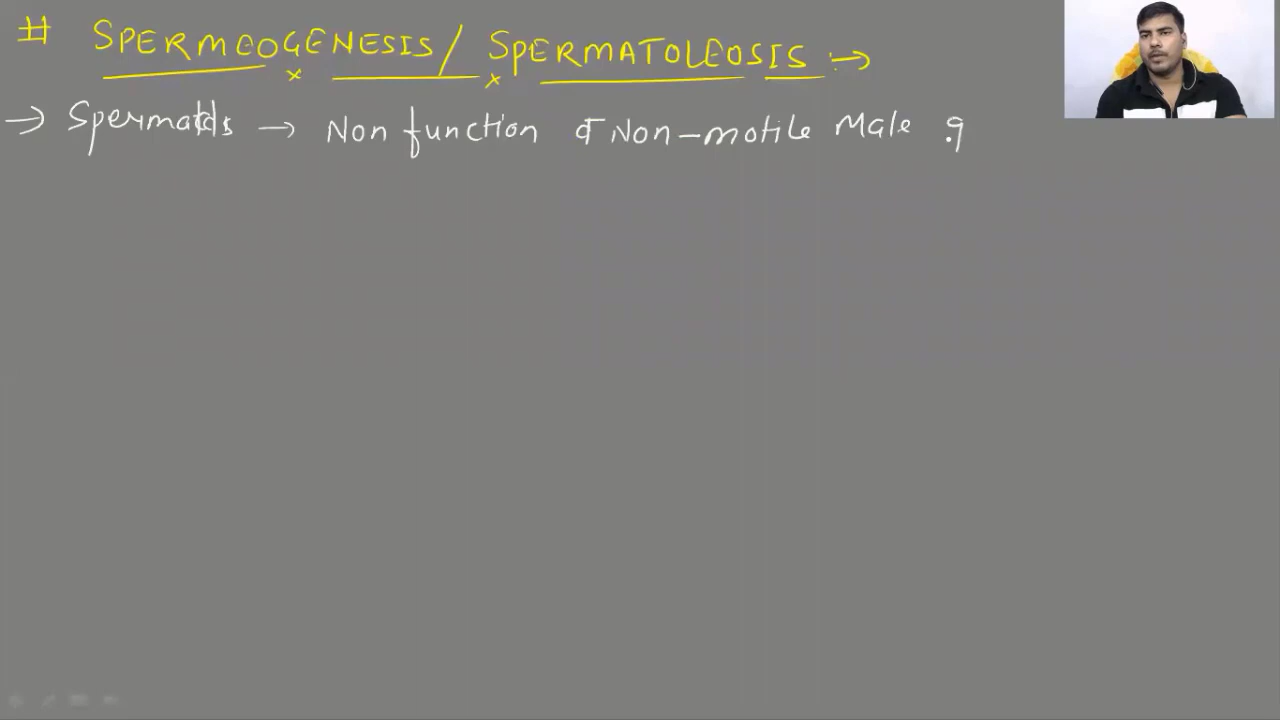 # SPERMEOGENESIS / SPERMATOLEOSIS :->
→ Spermatids → Non function & Non-motile Male g